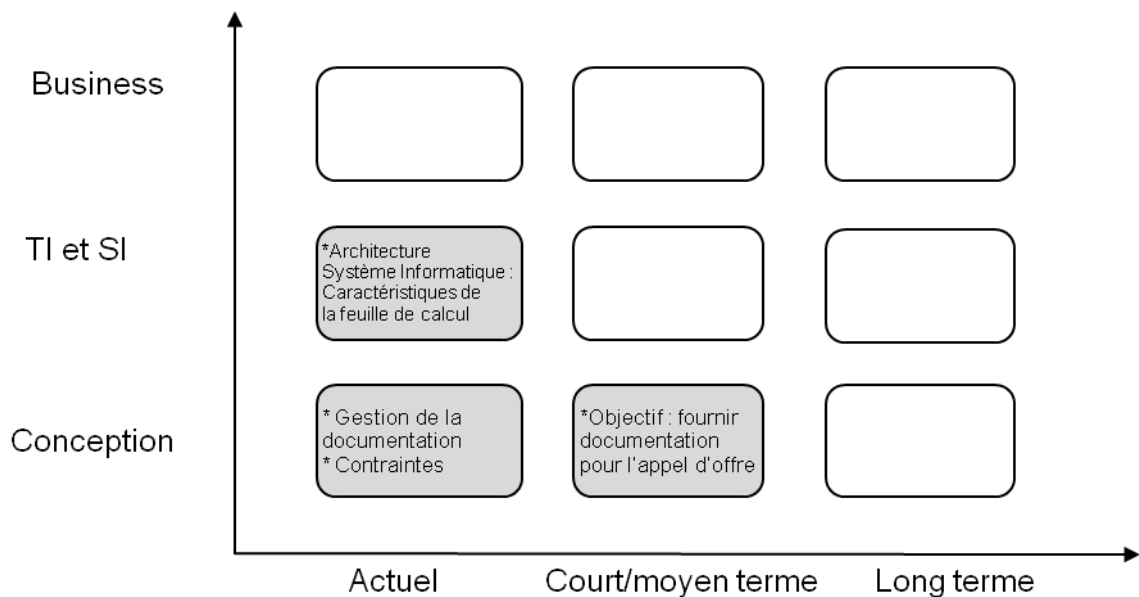 Business
TI et SI
*Architecture
Système Informatique :
Caractéristiques de
la feuille de calcul
Conception
* Gestion de la
documentation
* Contraintes
*Objectif : fournir
documentation
pour l'appel d'offre
Actuel
Court/moyen terme
Long terme